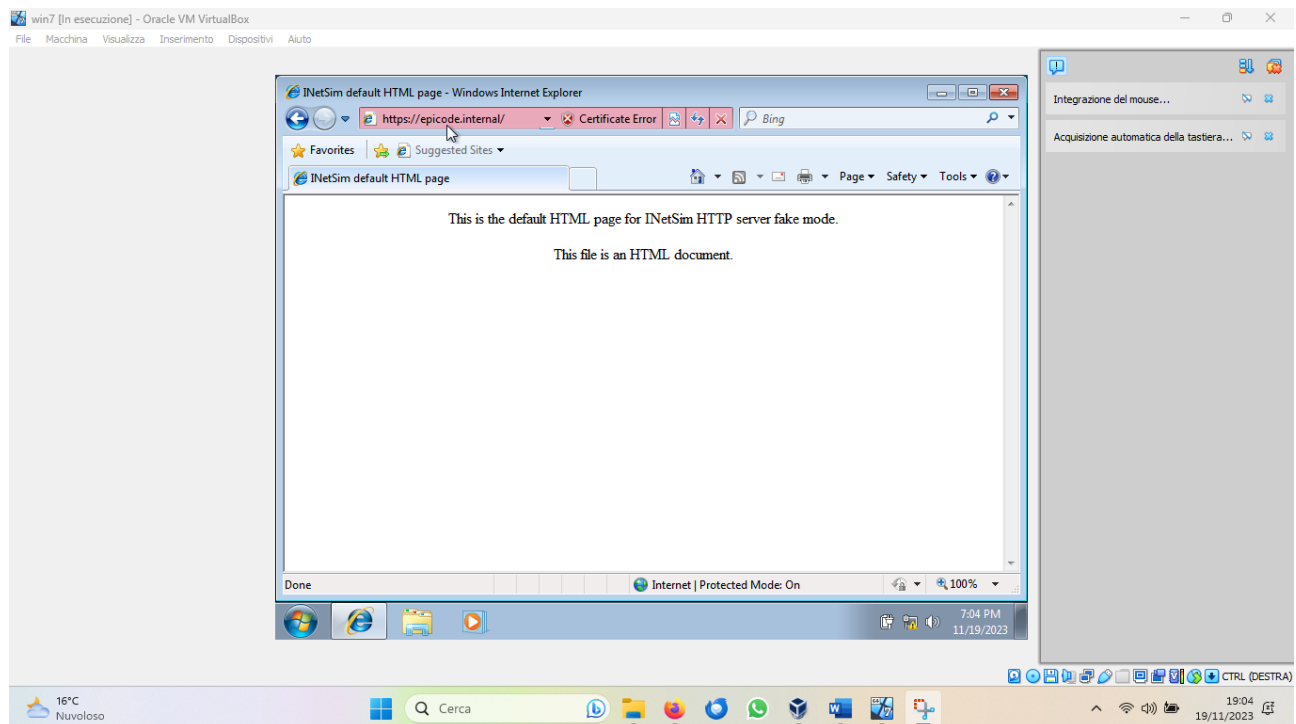 win7 [In esecuzione] - Oracle VM VirtualBox
File Macchina Visualizza Inserimento Dispositivi Aiuto
INetSim default HTML page - Windows Internet Explorer
https://epicode.internal/ Certificate Error Bing
Favorites Suggested Sites
INetSim default HTML page Page Safety Tools
This is the default HTML page for INetSim HTTP server fake mode.
This file is an HTML document.
Done Internet | Protected Mode: On 100%
7:04 PM
11/19/2023
Integrazione del mouse...
Acquisizione automatica della tastiera...
CTRL (DESTRA)
16°C
Nuvoloso
Cerca
19:04
19/11/2023